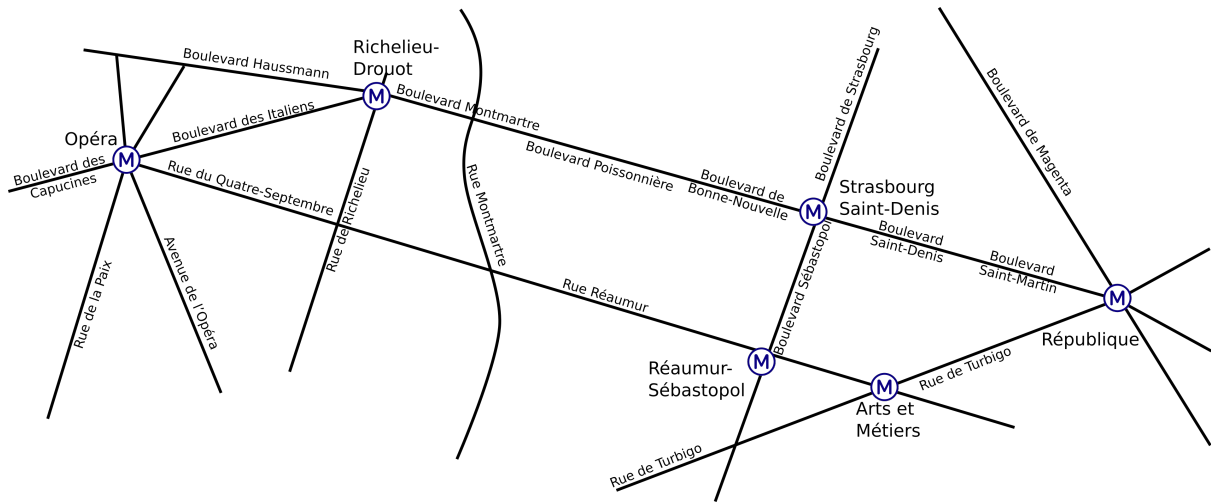 Richelieu-
Drouot
Boulevard Haussmann
Boulevard Montmartre
Boulevard de Strasbourg
Boulevard de Magenta
Opéra
M
M
Boulevard des Italiens
Boulevard des
Capucines
Rue du Quatre-Septembre
Rue de Richelieu
Rue Montmartre
Boulevard Poissonnière
Boulevard de
Bonne-Nouvelle
M
Strasbourg
Saint-Denis
Boulevard
Saint-Denis
Boulevard
Saint-Martin
M
République
Rue de la Paix
Avenue de l'Opéra
Rue Réaumur
Boulevard Sébastopol
Réaumur-
Sébastopol
M
M
Arts et
Métiers
Rue de Turbigo
Rue de Turbigo